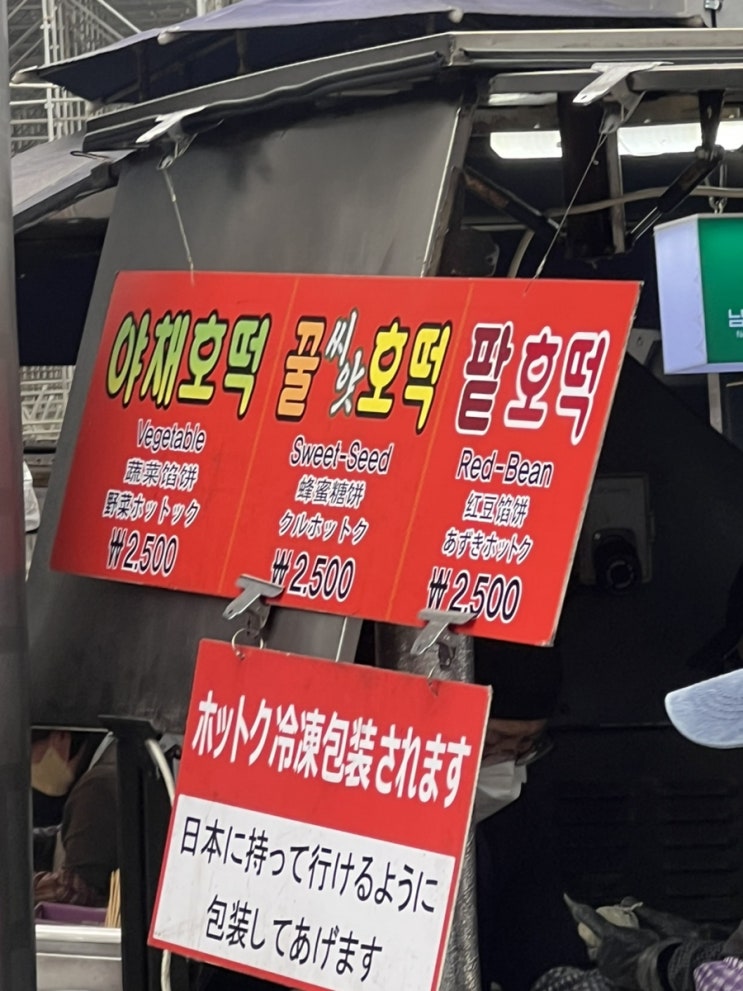 야채호떡
Vegetable
蔬菜馅饼
野菜ホットック
₩2,500
꿀씨앗호떡
Sweet-Seed
蜂蜜糖饼
クルホットク
₩2,500
팥호떡
Red-Bean
红豆馅饼
あずきホットク
₩2,500
ホットク冷凍包装されます
日本に持って行けるように
包装してあげます